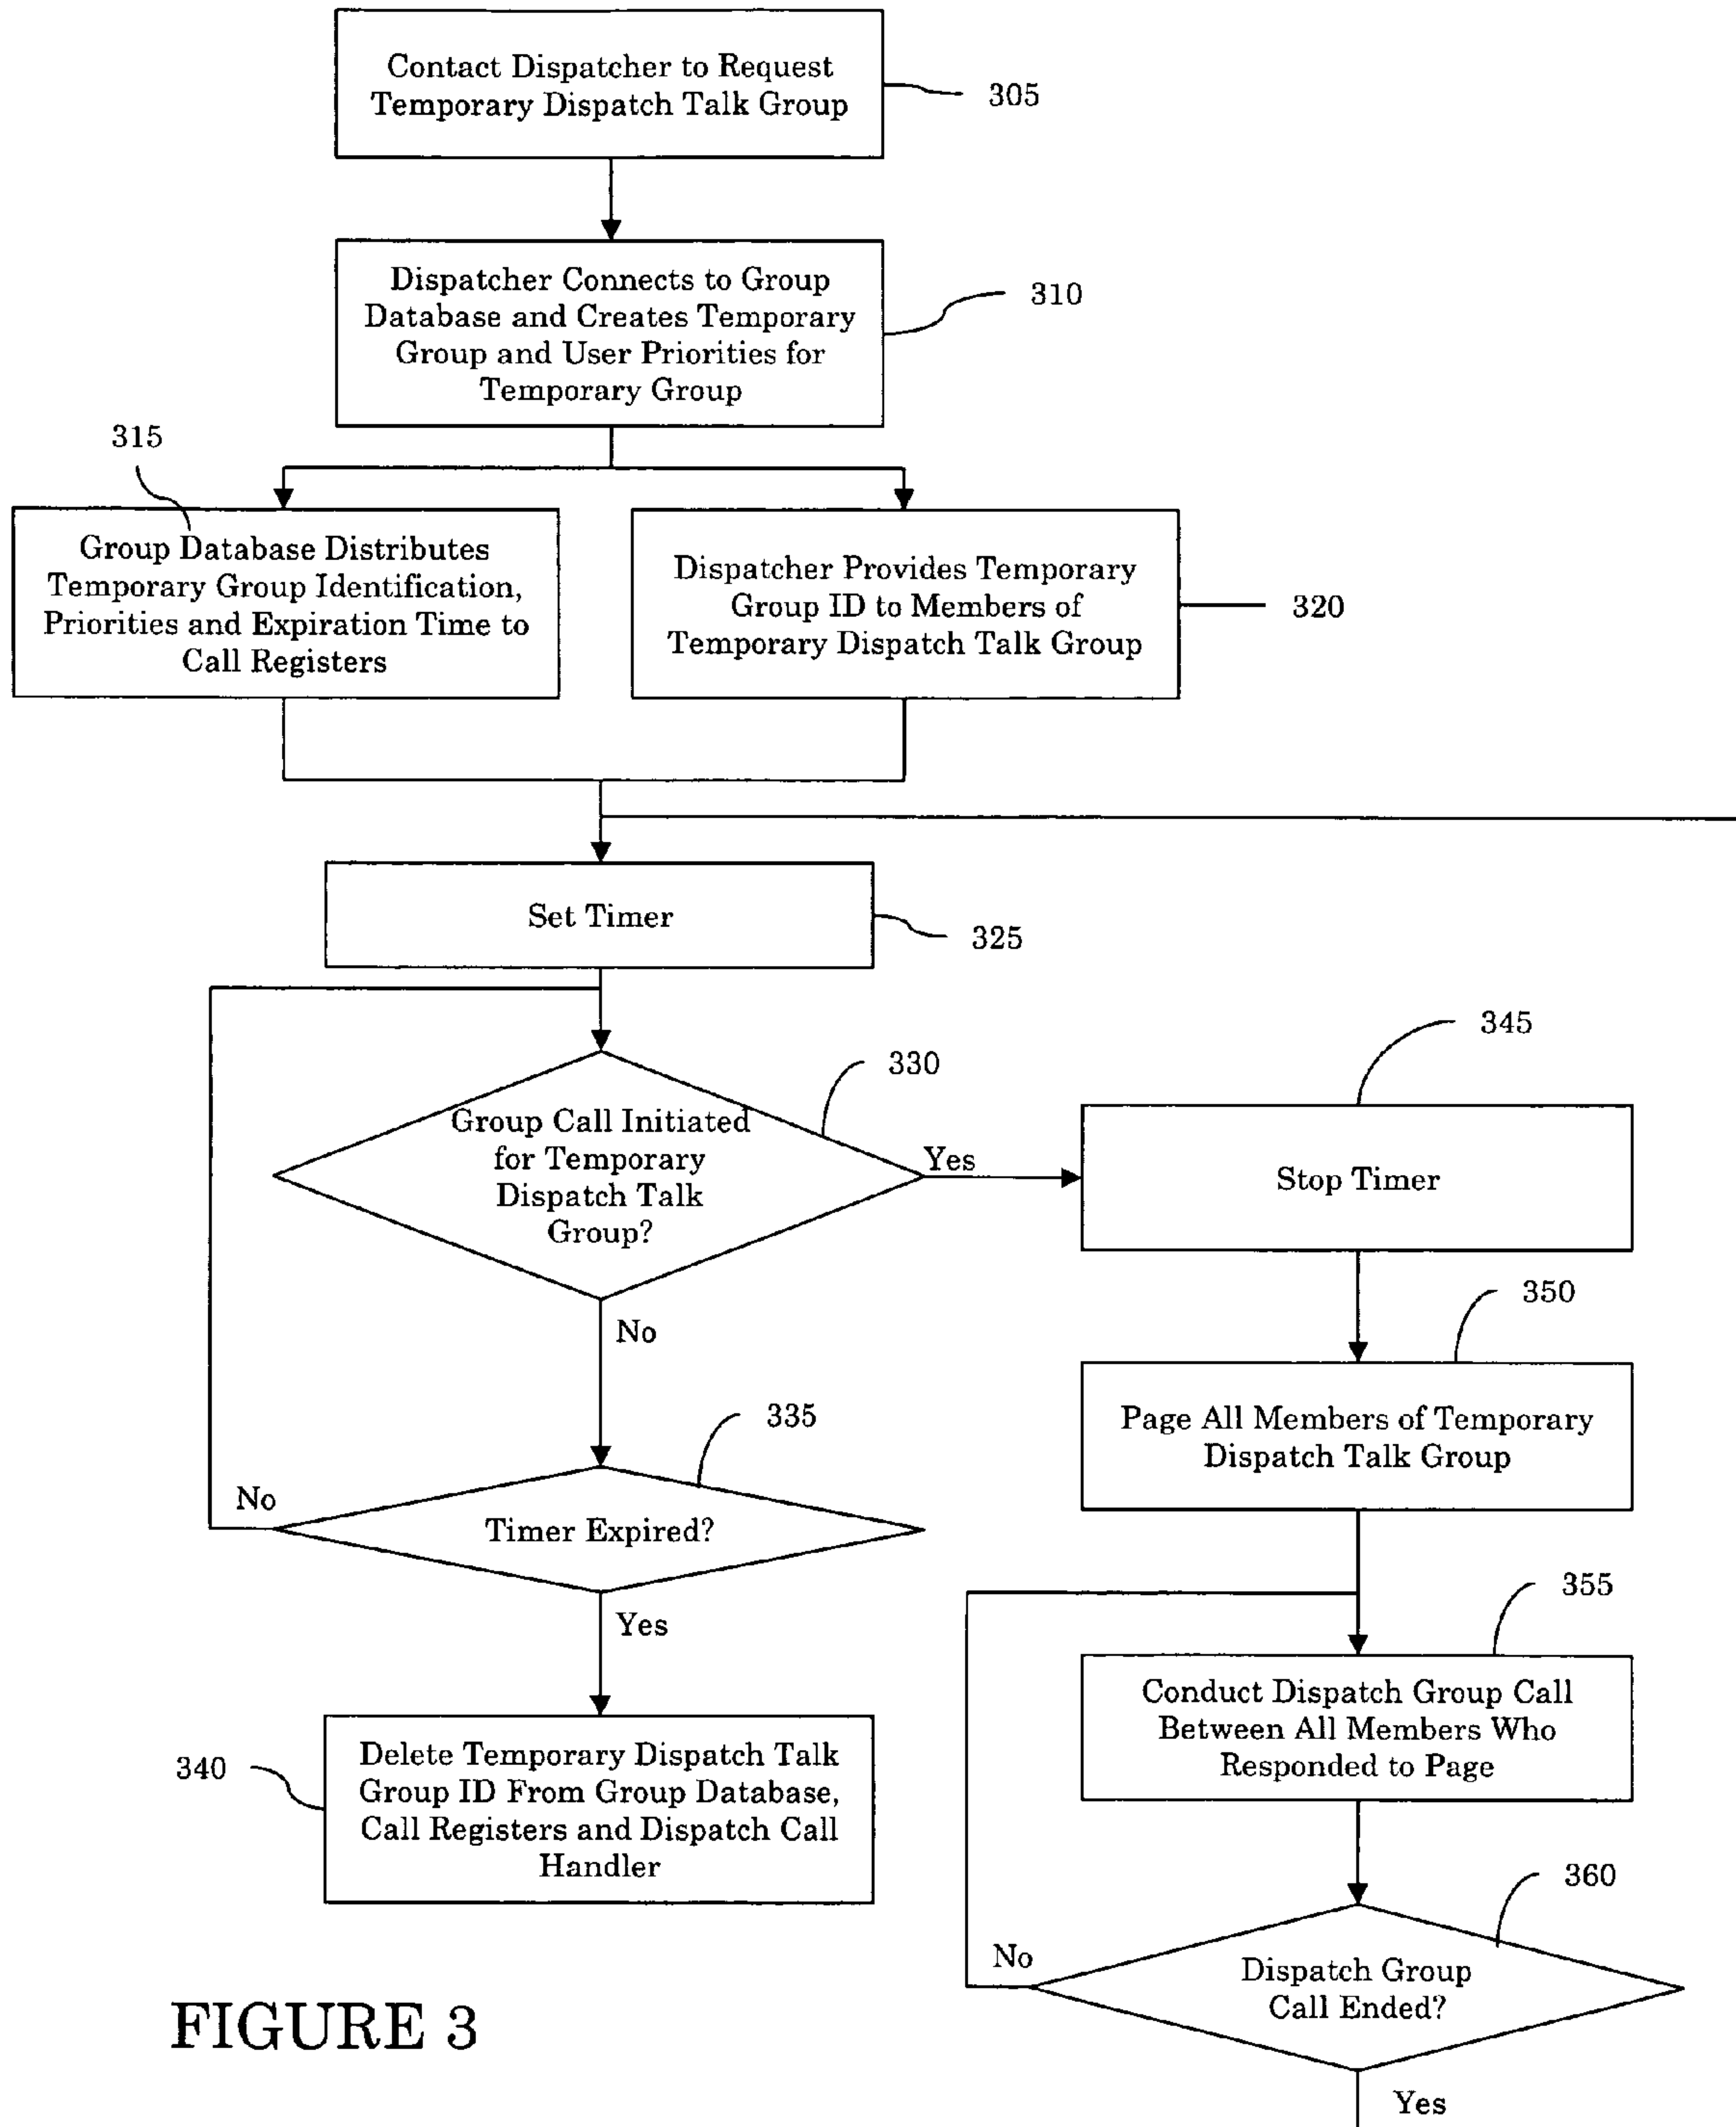 Contact Dispatcher to Request
Temporary Dispatch Talk Group
305
Dispatcher Connects to Group
Database and Creates Temporary
Group and User Priorities for
Temporary Group
310
315
Group Database Distributes
Temporary Group Identification,
Priorities and Expiration Time to
Call Registers
Dispatcher Provides Temporary
Group ID to Members of
Temporary Dispatch Talk Group
320
Set Timer
325
Group Call Initiated
for Temporary
Dispatch Talk
Group?
330
Yes
No
345
Stop Timer
350
Page All Members of Temporary
Dispatch Talk Group
335
No
Timer Expired?
Yes
355
Conduct Dispatch Group Call
Between All Members Who
Responded to Page
340
Delete Temporary Dispatch Talk
Group ID From Group Database,
Call Registers and Dispatch Call
Handler
360
No
Dispatch Group
Call Ended?
Yes
FIGURE 3